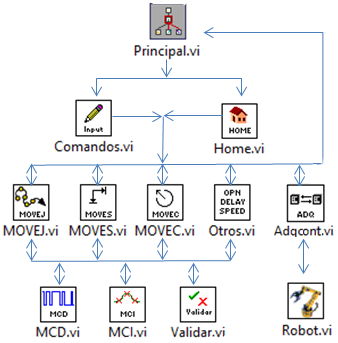 Principal.vi
Input HOME
Comandos.vi Home.vi
MOVEJ MOVES MOVEC OPN DELAY SPEED ADQ
MOVEJ.vi MOVES.vi MOVEC.vi Otros.vi Adqcont.vi
MCD MCI Validar
MCD.vi MCI.vi Validar.vi Robot.vi